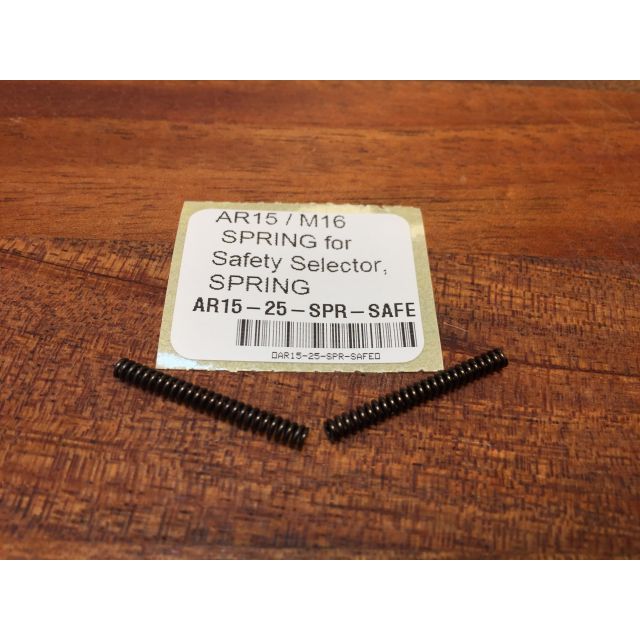 AR15 / M16
SPRING for
Safety Selector,
SPRING
AR15-25-SPR-SAFE
▯AR15-25-SPR-SAFE▯